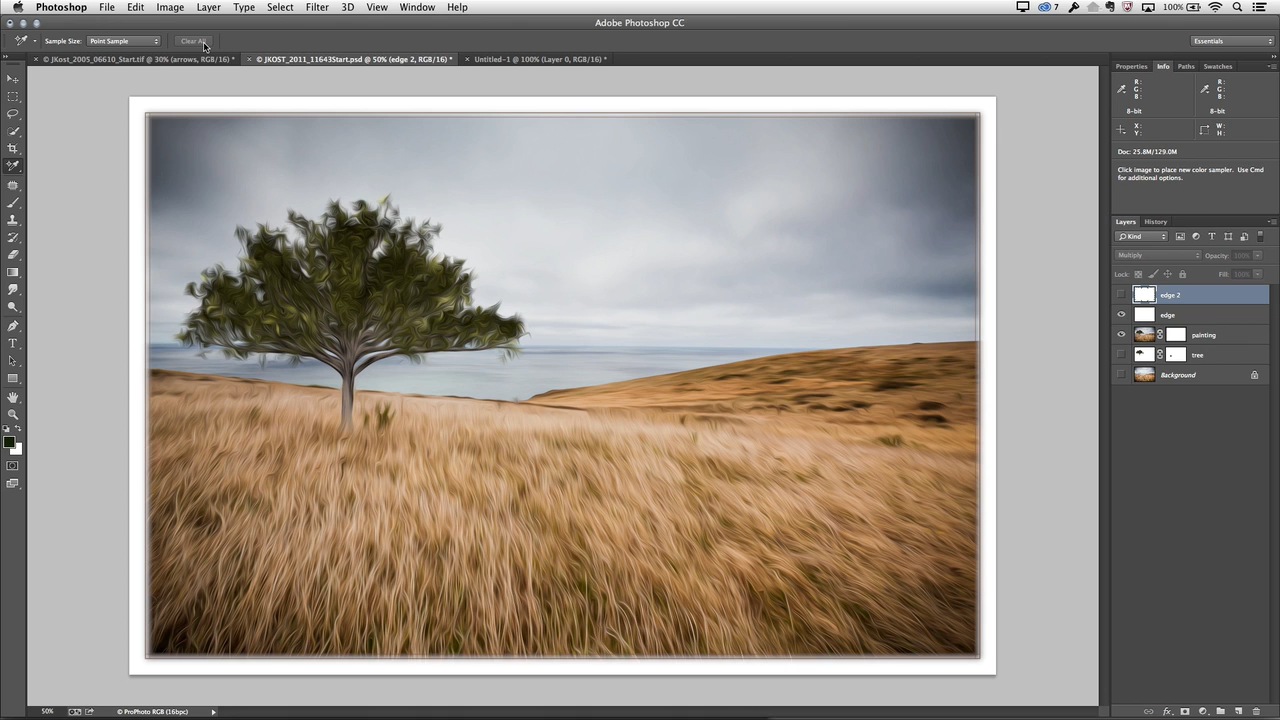 Photoshop File Edit Image Layer Type Select Filter 3D View Window Help 7 100%
Adobe Photoshop CC
Sample Size: Point Sample Clear All Essentials
× © JKost_2005_06610_Start.tif @ 30% (arrows, RGB/16) * × © JKOST_2011_11643Start.psd @ 50% (edge 2, RGB/16) * × Untitled-1 @ 100% (Layer 0, RGB/16) *
Properties Info Paths Swatches
R: R:
G: G:
B: B:
8-bit 8-bit
X: W:
Y: H:
Doc: 25.8M/129.0M
Click image to place new color sampler. Use Cmd
for additional options.
Layers History
Kind T
Multiply Opacity: 100%
Lock: Fill: 100%
edge 2
edge
painting
tree
Background
50% © ProPhoto RGB (16bpc)
fx